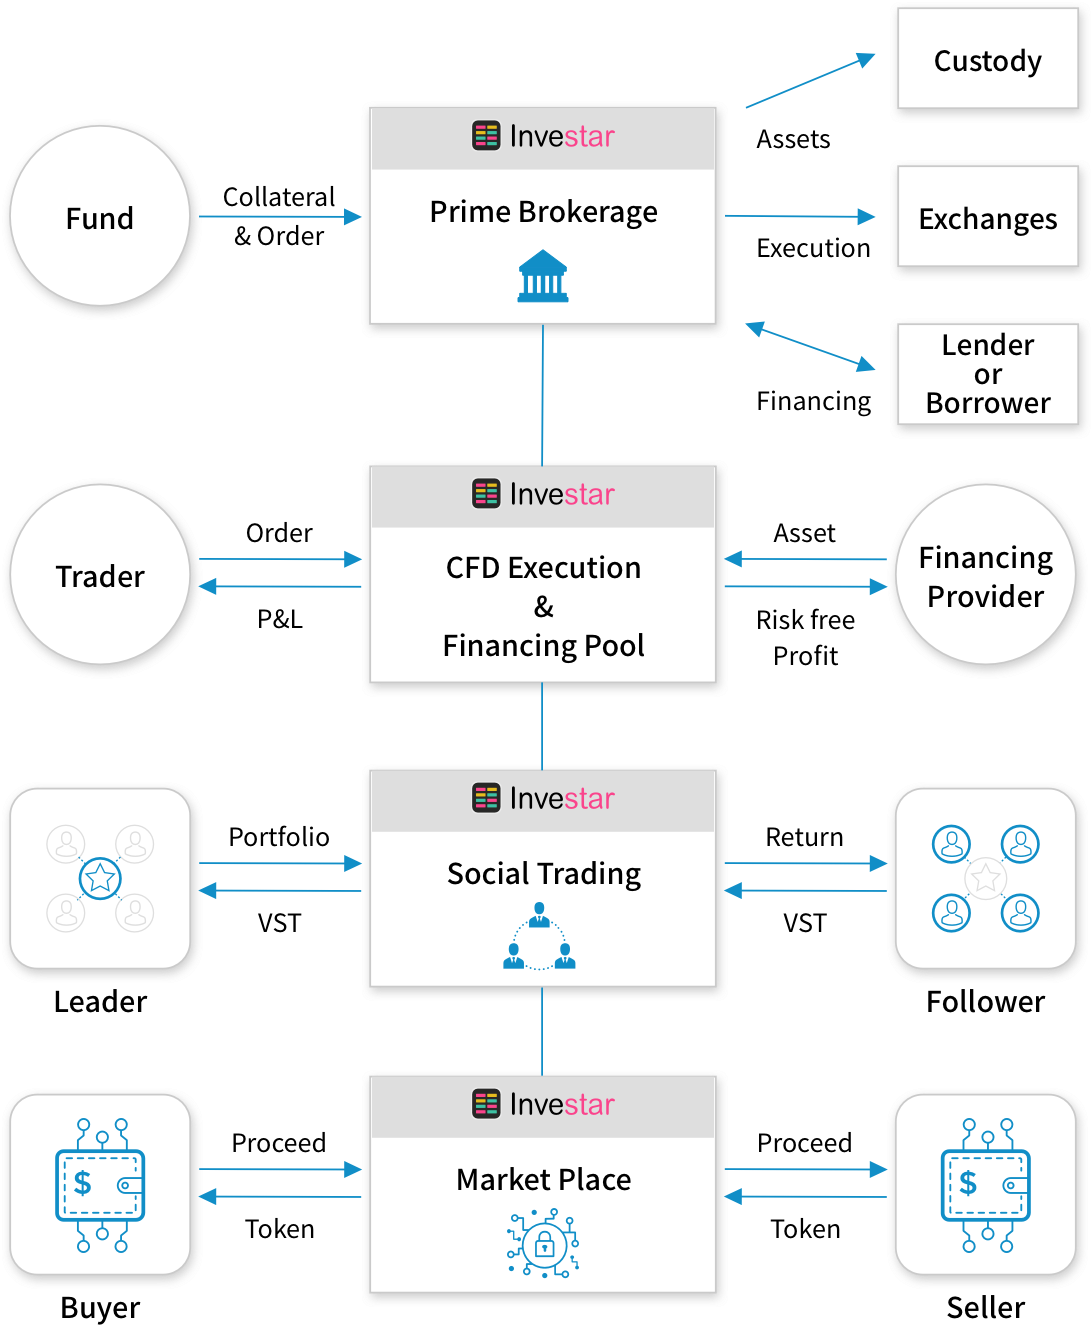 Custody
Investar
Assets
Collateral
Fund
Prime Brokerage
Exchanges
& Order
Execution
Lender
or
Financing
Borrower
Investar
Order
Asset
CFD Execution
Financing
Trader
&
Provider
P&L
Risk free
Financing Pool
Profit
Investar
Portfolio
Return
Social Trading
VST
VST
Leader
Follower
Investar
Proceed
Proceed
$
Market Place
$
Token
Token
Buyer
Seller